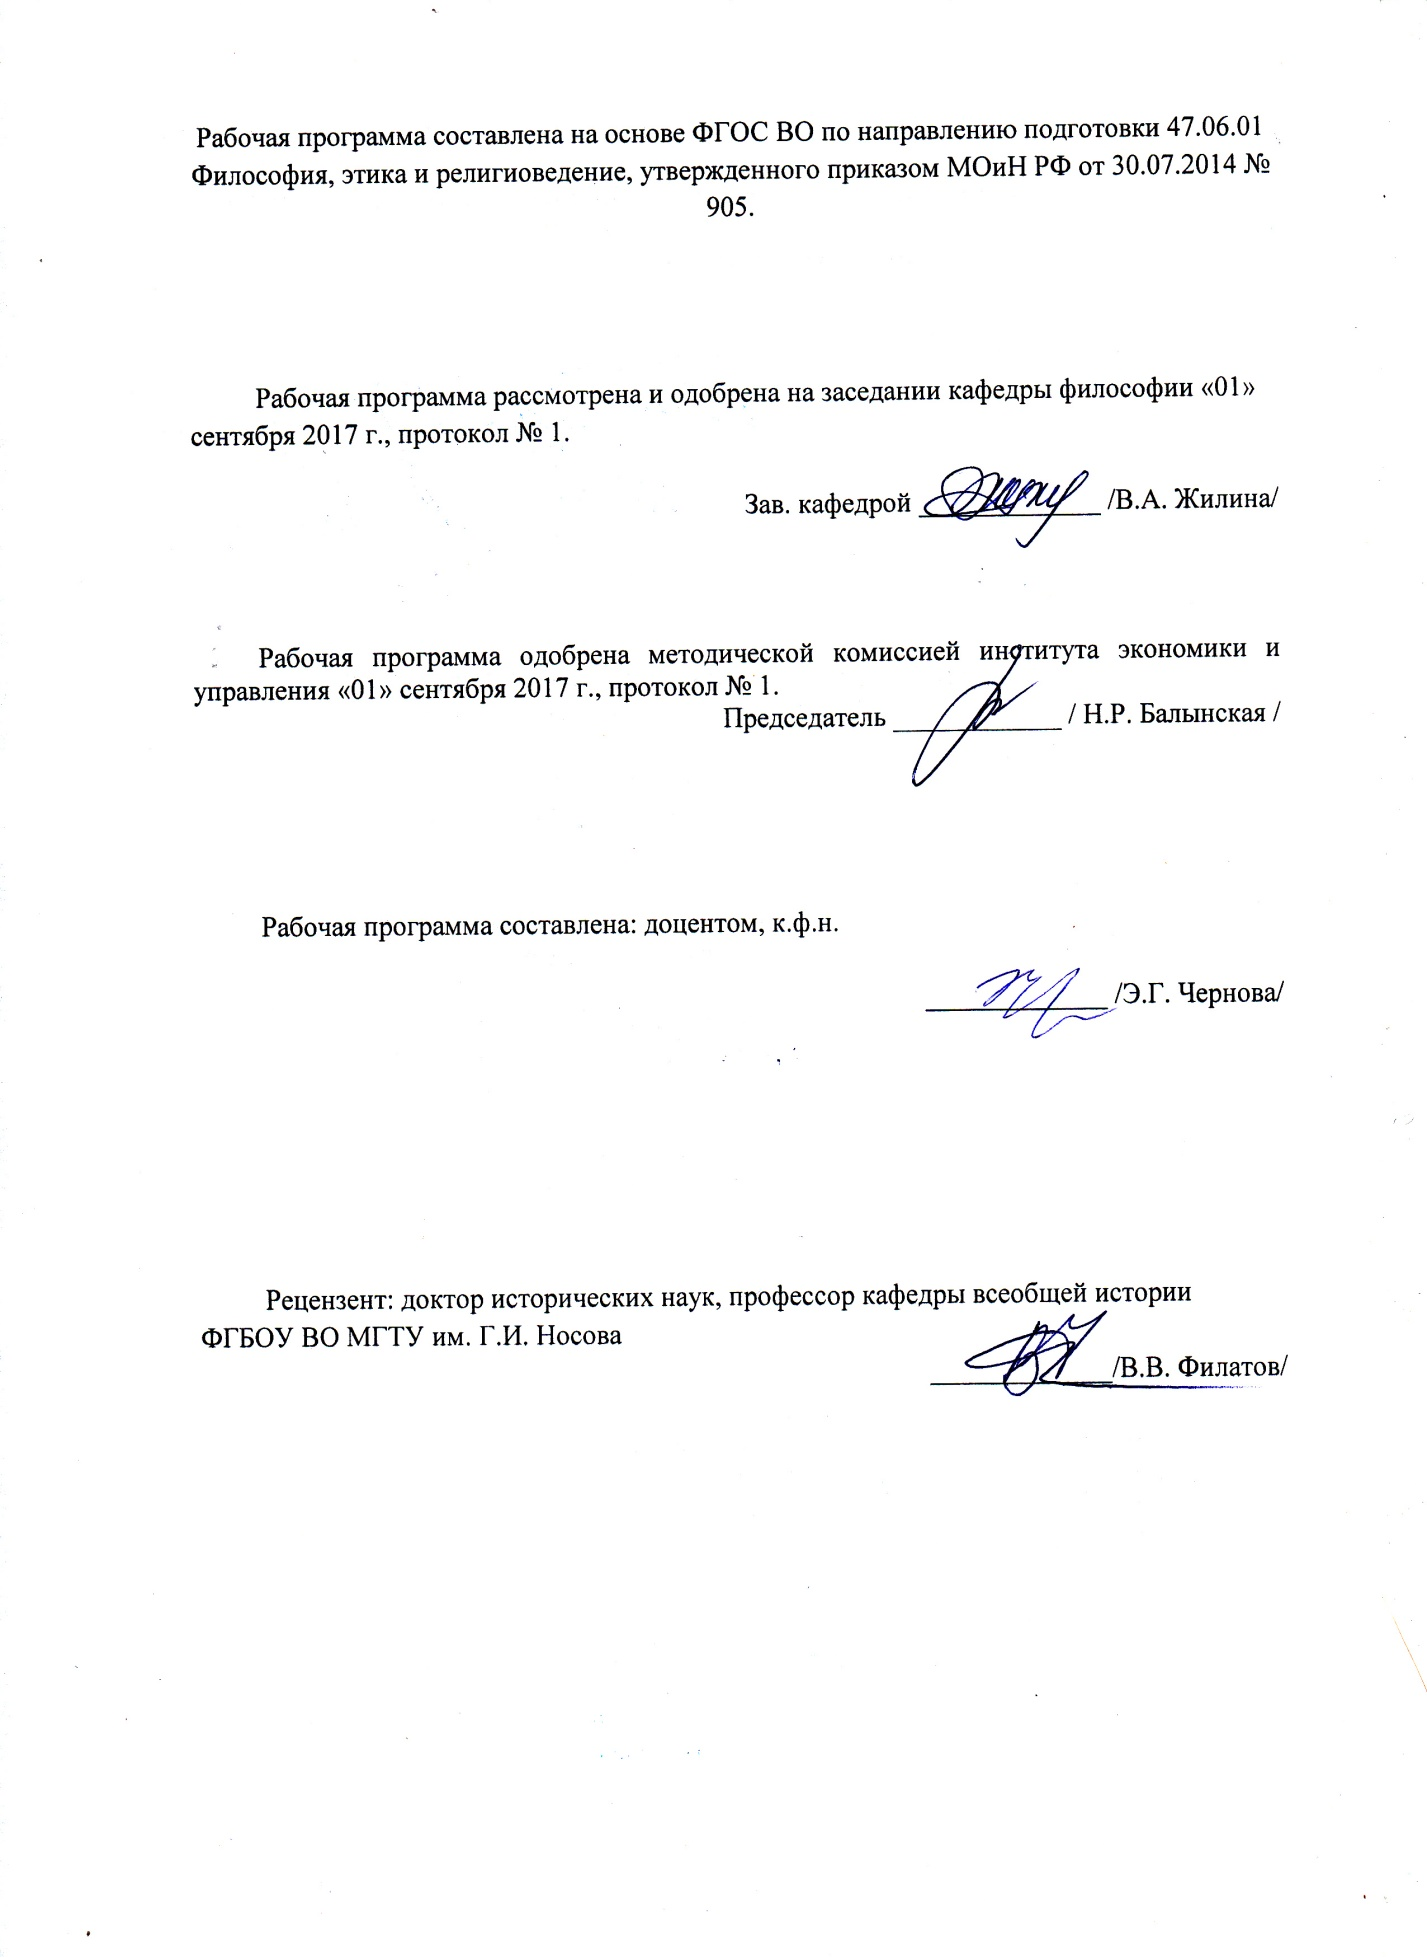 Рабочая программа составлена на основе ФГОС ВО по направлению подготовки 47.06.01
Философия, этика и религиоведение, утвержденного приказом МОиН РФ от 30.07.2014 №
905.
Рабочая программа рассмотрена и одобрена на заседании кафедры философии «01»
сентября 2017 г., протокол № 1.
Зав. кафедрой _____________ /В.А. Жилина/
Рабочая программа одобрена методической комиссией института экономики и
управления «01» сентября 2017 г., протокол № 1.
Председатель ____________ / Н.Р. Балынская /
Рабочая программа составлена: доцентом, к.ф.н.
_____________ /Э.Г. Чернова/
Рецензент: доктор исторических наук, профессор кафедры всеобщей истории
ФГБОУ ВО МГТУ им. Г.И. Носова
_____________/В.В. Филатов/